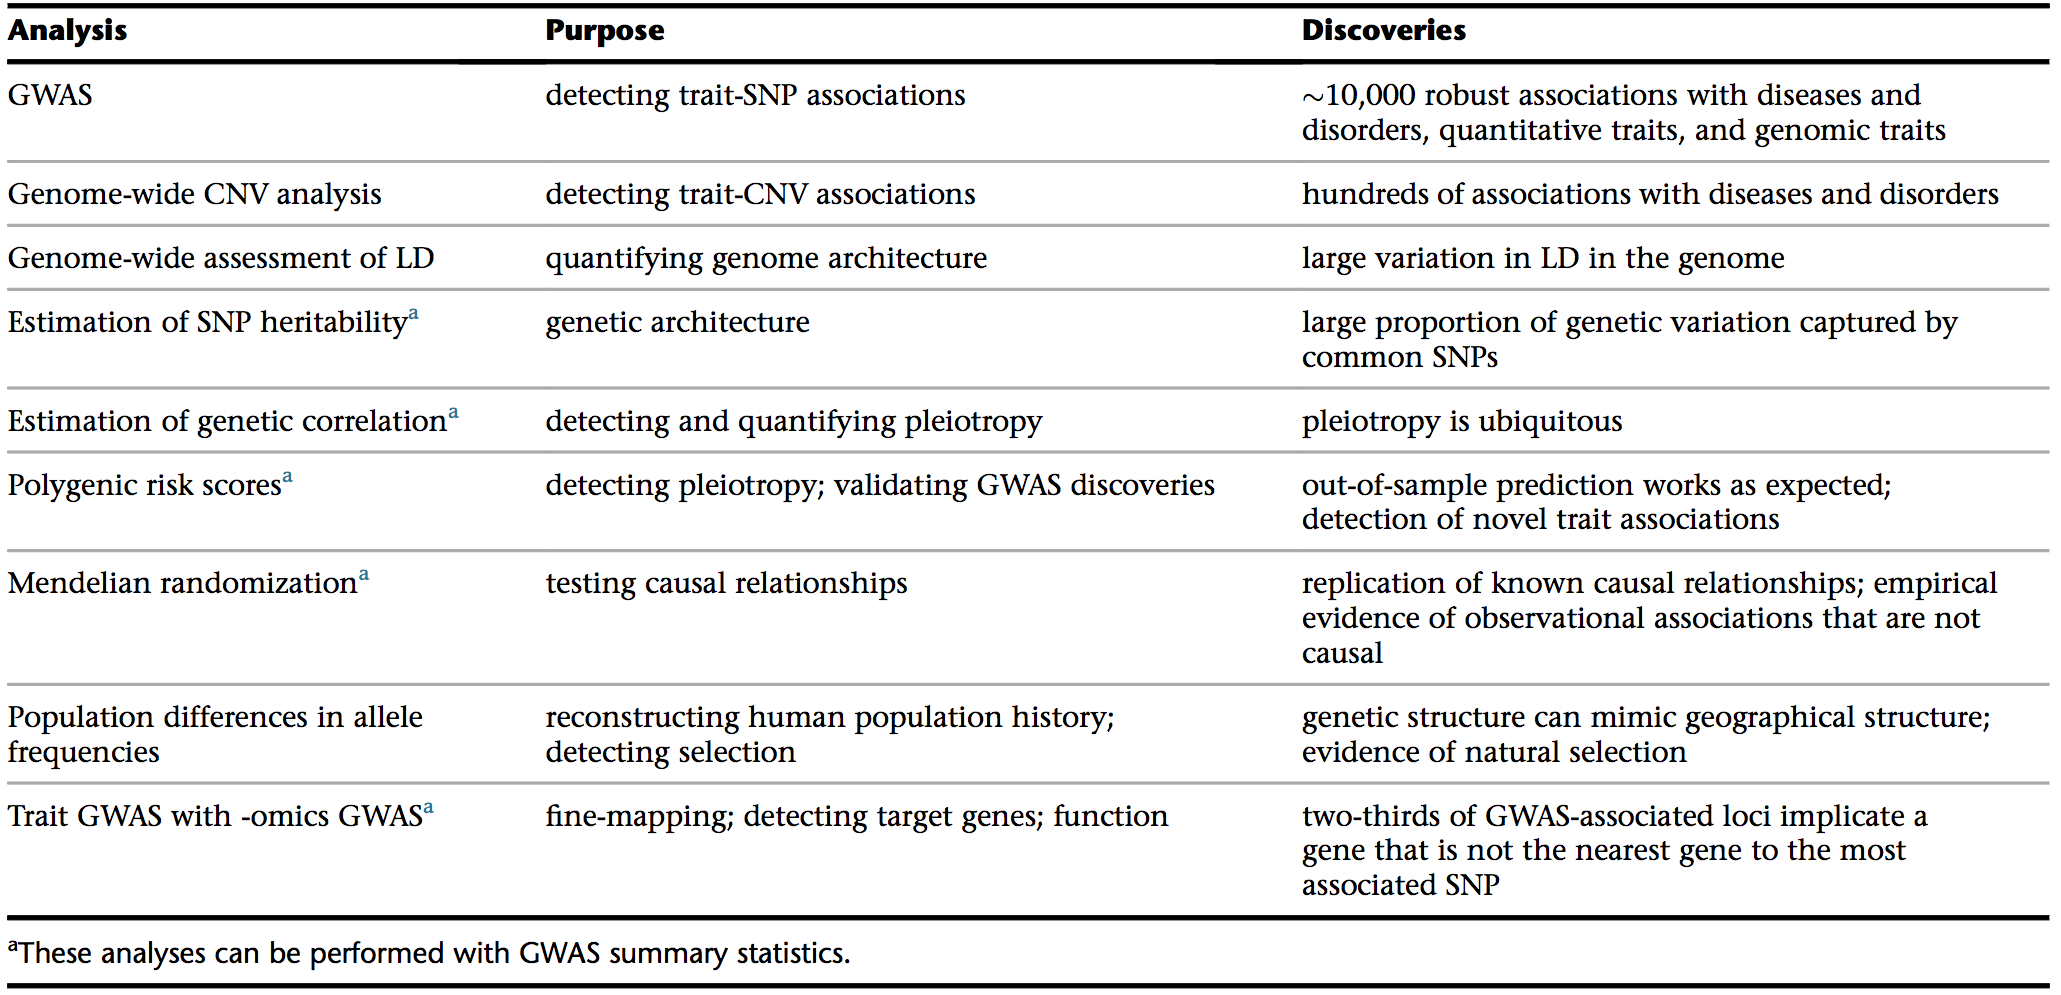 Analysis Purpose Discoveries
GWAS detecting trait-SNP associations ~10,000 robust associations with diseases and
disorders, quantitative traits, and genomic traits
Genome-wide CNV analysis detecting trait-CNV associations hundreds of associations with diseases and disorders
Genome-wide assessment of LD quantifying genome architecture large variation in LD in the genome
Estimation of SNP heritabilityᵃ genetic architecture large proportion of genetic variation captured by
common SNPs
Estimation of genetic correlationᵃ detecting and quantifying pleiotropy pleiotropy is ubiquitous
Polygenic risk scoresᵃ detecting pleiotropy; validating GWAS discoveries out-of-sample prediction works as expected;
detection of novel trait associations
Mendelian randomizationᵃ testing causal relationships replication of known causal relationships; empirical
evidence of observational associations that are not
causal
Population differences in allele reconstructing human population history; genetic structure can mimic geographical structure;
frequencies detecting selection evidence of natural selection
Trait GWAS with -omics GWASᵃ fine-mapping; detecting target genes; function two-thirds of GWAS-associated loci implicate a
gene that is not the nearest gene to the most
associated SNP
ᵃThese analyses can be performed with GWAS summary statistics.